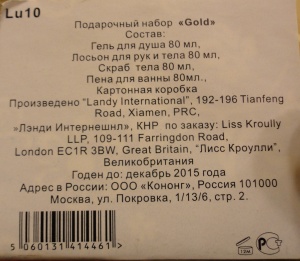 Lu10
Подарочный набор «Gold»
Состав:
Гель для душа 80 мл,
Лосьон для рук и тела 80 мл,
Скраб тела 80 мл,
Пена для ванны 80мл.,
Картонная коробка
Произведено "Landy International", 192-196 Tianfeng
Road, Xiamen, PRC,
»Лэнди Интернешнл», КНР по заказу: Liss Kroully
LLP, 109-111 Farringdon Road,
London EC1R 3BW, Great Britain, "Лисс Кроулли",
Великобритания
Годен до: декабрь 2015 года
Адрес в России: ООО «Кононг», Россия 101000
Москва, ул. Покровка, 1/13/6, стр. 2.
5 060131 414461 >